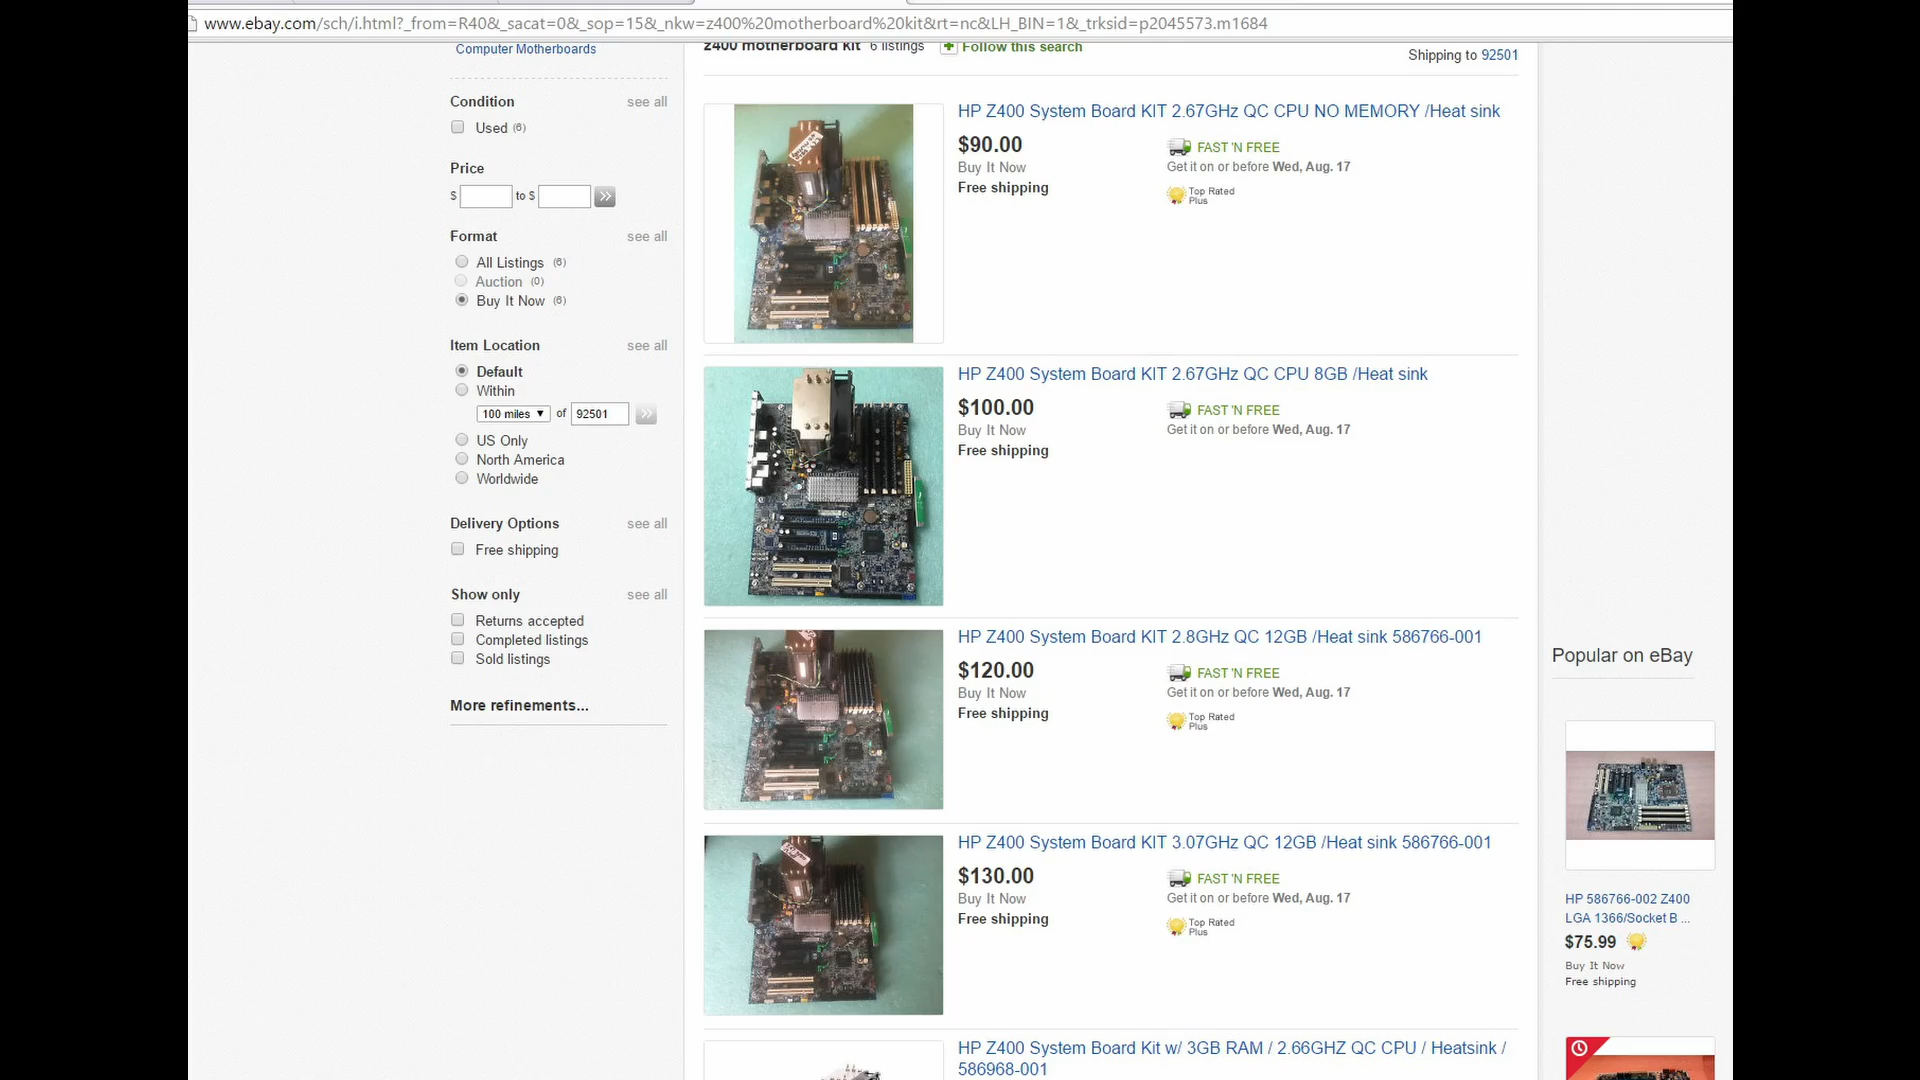 www.ebay.com/sch/i.html?_from=R40&_sacat=0&_sop=15&_nkw=z400%20motherboard%20kit&rt=nc&LH_BIN=1&_trksid=p2045573.m1684
Computer Motherboards
z400 motherboard kit 6 listings Follow this search
Shipping to 92501
Condition see all
Used (6)
Price
$ to $
Format see all
All Listings (6)
Auction (0)
Buy It Now (6)
Item Location see all
Default
Within
100 miles of 92501
US Only
North America
Worldwide
Delivery Options see all
Free shipping
Show only see all
Returns accepted
Completed listings
Sold listings
More refinements...
HP Z400 System Board KIT 2.67GHz QC CPU NO MEMORY /Heat sink
$90.00
Buy It Now
Free shipping
FAST 'N FREE
Get it on or before Wed, Aug. 17
Top Rated
Plus
HP Z400 System Board KIT 2.67GHz QC CPU 8GB /Heat sink
$100.00
Buy It Now
Free shipping
FAST 'N FREE
Get it on or before Wed, Aug. 17
HP Z400 System Board KIT 2.8GHz QC 12GB /Heat sink 586766-001
$120.00
Buy It Now
Free shipping
FAST 'N FREE
Get it on or before Wed, Aug. 17
Top Rated
Plus
HP Z400 System Board KIT 3.07GHz QC 12GB /Heat sink 586766-001
$130.00
Buy It Now
Free shipping
FAST 'N FREE
Get it on or before Wed, Aug. 17
Top Rated
Plus
HP Z400 System Board Kit w/ 3GB RAM / 2.66GHZ QC CPU / Heatsink /
586968-001
Popular on eBay
HP 586766-002 Z400
LGA 1366/Socket B ...
$75.99
Buy It Now
Free shipping